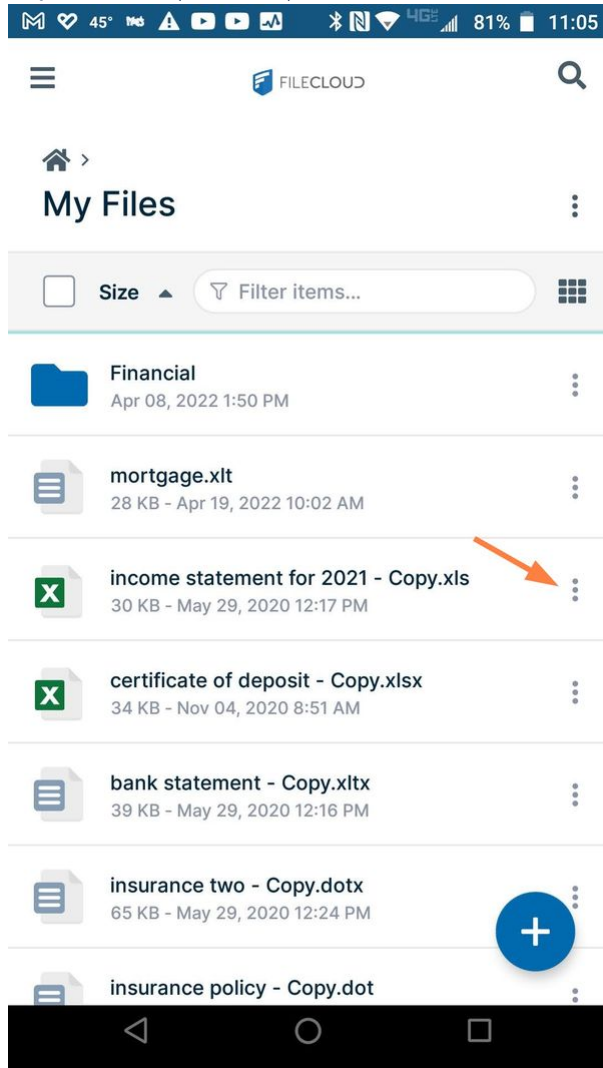 45° 4GE 81% 11:05
FILECLOUD
My Files
Size Filter items...
Financial
Apr 08, 2022 1:50 PM
mortgage.xlt
28 KB - Apr 19, 2022 10:02 AM
income statement for 2021 - Copy.xls
30 KB - May 29, 2020 12:17 PM
certificate of deposit - Copy.xlsx
34 KB - Nov 04, 2020 8:51 AM
bank statement - Copy.xltx
39 KB - May 29, 2020 12:16 PM
insurance two - Copy.dotx
65 KB - May 29, 2020 12:24 PM
insurance policy - Copy.dot